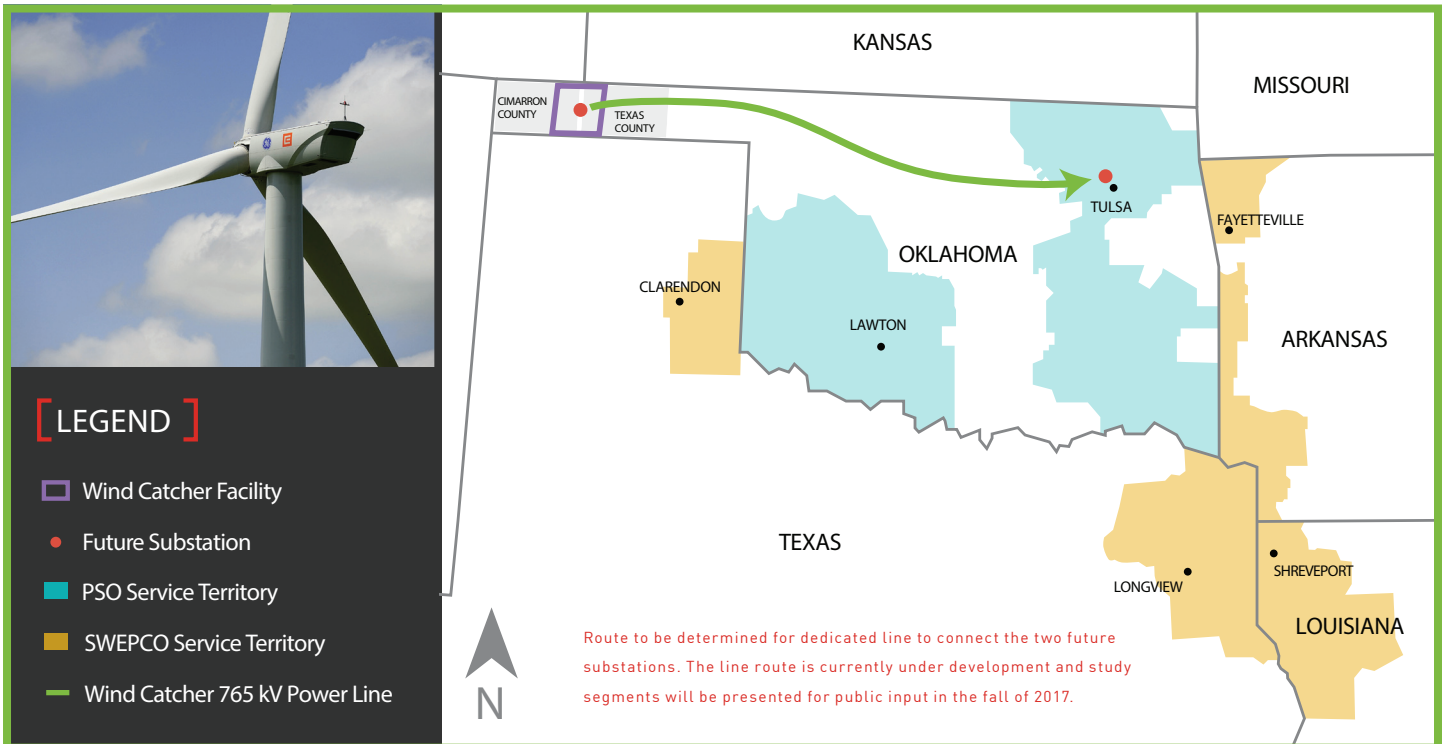 [LEGEND]
Wind Catcher Facility
Future Substation
PSO Service Territory
SWEPCO Service Territory
Wind Catcher 765 kV Power Line
KANSAS
MISSOURI
CIMARRON
COUNTY
TEXAS
COUNTY
TULSA
FAYETTEVILLE
OKLAHOMA
CLARENDON
LAWTON
ARKANSAS
TEXAS
LONGVIEW
SHREVEPORT
LOUISIANA
N
Route to be determined for dedicated line to connect the two future
substations. The line route is currently under development and study
segments will be presented for public input in the fall of 2017.